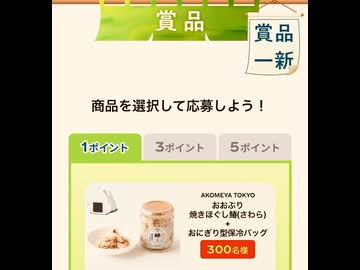 賞品
賞品
一新
商品を選択して応募しよう！
1ポイント
3ポイント
5ポイント
AKOMEYA TOKYO
おおぶり
焼きほぐし鰆(さわら)
+
おにぎり型保冷バッグ
300名様